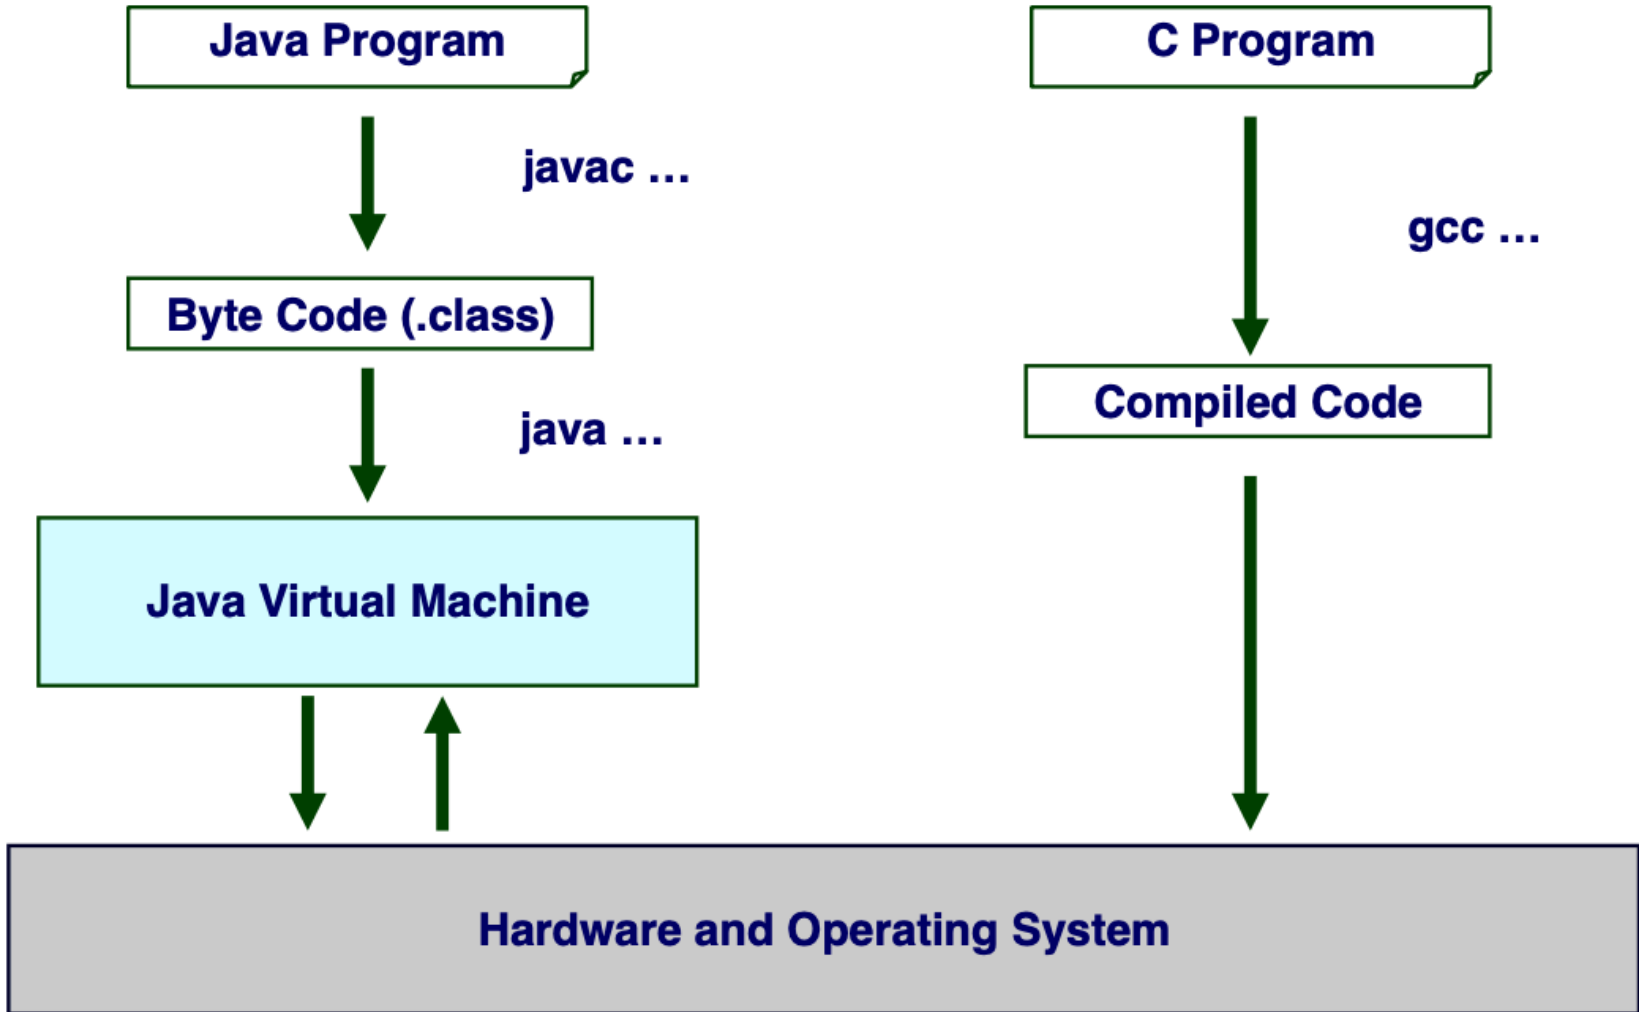 Java Program
javac …
Byte Code (.class)
java …
Java Virtual Machine
C Program
gcc …
Compiled Code
Hardware and Operating System